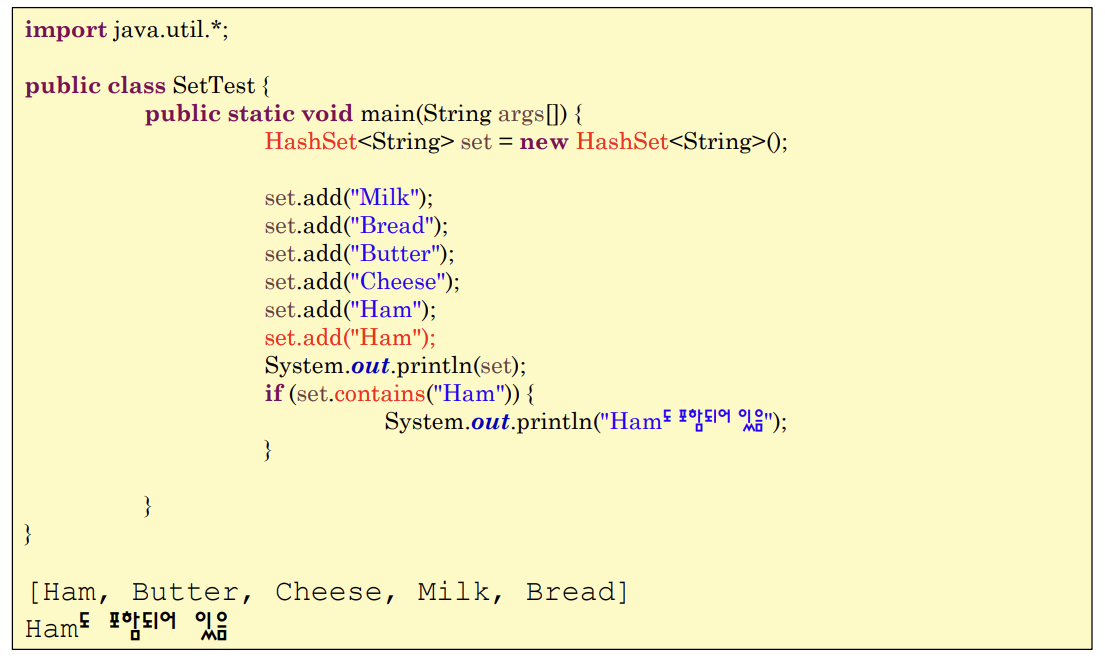 import java.util.*;
public class SetTest {
public static void main(String args[]) {
HashSet<String> set = new HashSet<String>();
set.add("Milk");
set.add("Bread");
set.add("Butter");
set.add("Cheese");
set.add("Ham");
set.add("Ham");
System.out.println(set);
if (set.contains("Ham")) {
System.out.println("Ham도 포함되어 있음");
}
}
}
[Ham, Butter, Cheese, Milk, Bread]
Ham도 포함되어 있음